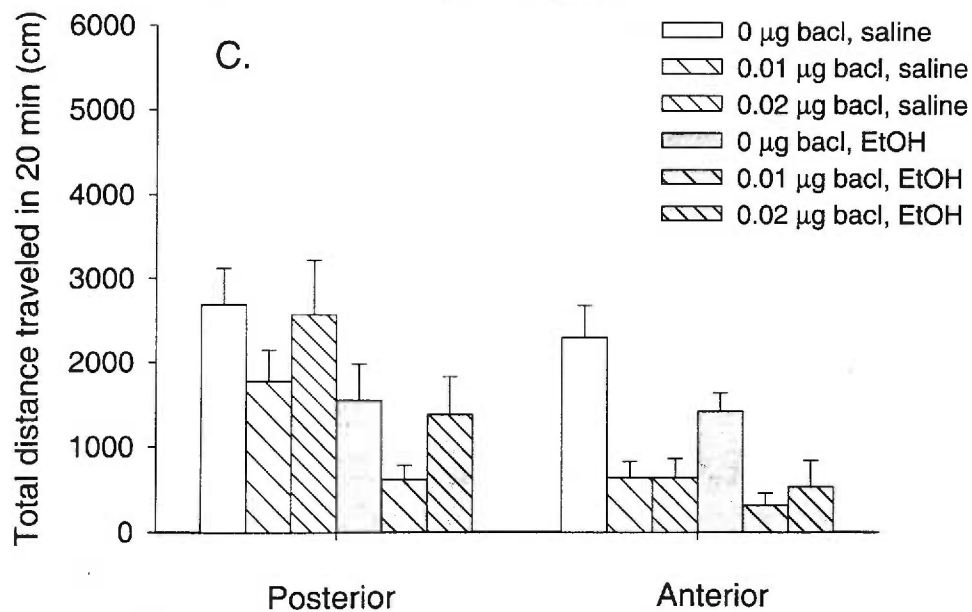 Total distance traveled in 20 min (cm)
6000
5000
4000
3000
2000
1000
0
C.
0 μg bacl, saline
0.01 μg bacl, saline
0.02 μg bacl, saline
0 μg bacl, EtOH
0.01 μg bacl, EtOH
0.02 μg bacl, EtOH
Posterior
Anterior